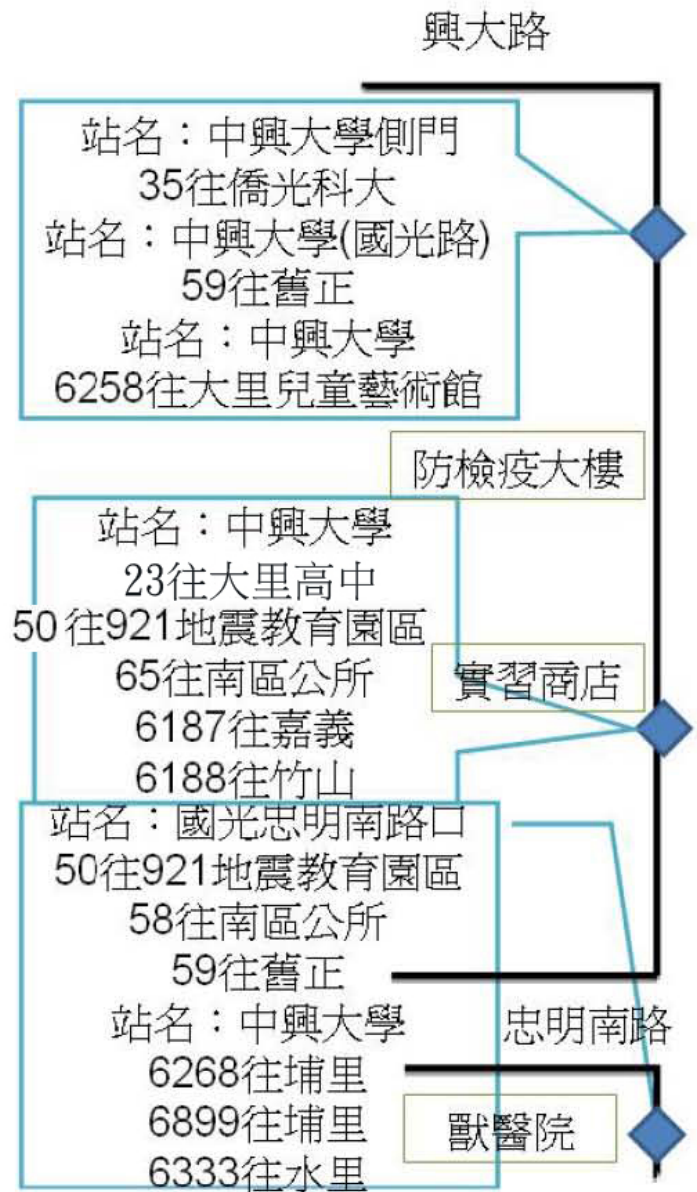 興大路
站名：中興大學側門
35往僑光科大
站名：中興大學(國光路)
59往舊正
站名：中興大學
6258往大里兒童藝術館
防檢疫大樓
站名：中興大學
23往大里高中
50往921地震教育園區
65往南區公所
6187往嘉義
6188往竹山
實習商店
站名：國光忠明南路口
50往921地震教育園區
58往南區公所
59往舊正
站名：中興大學
6268往埔里
6899往埔里
6333往水里
忠明南路
獸醫院